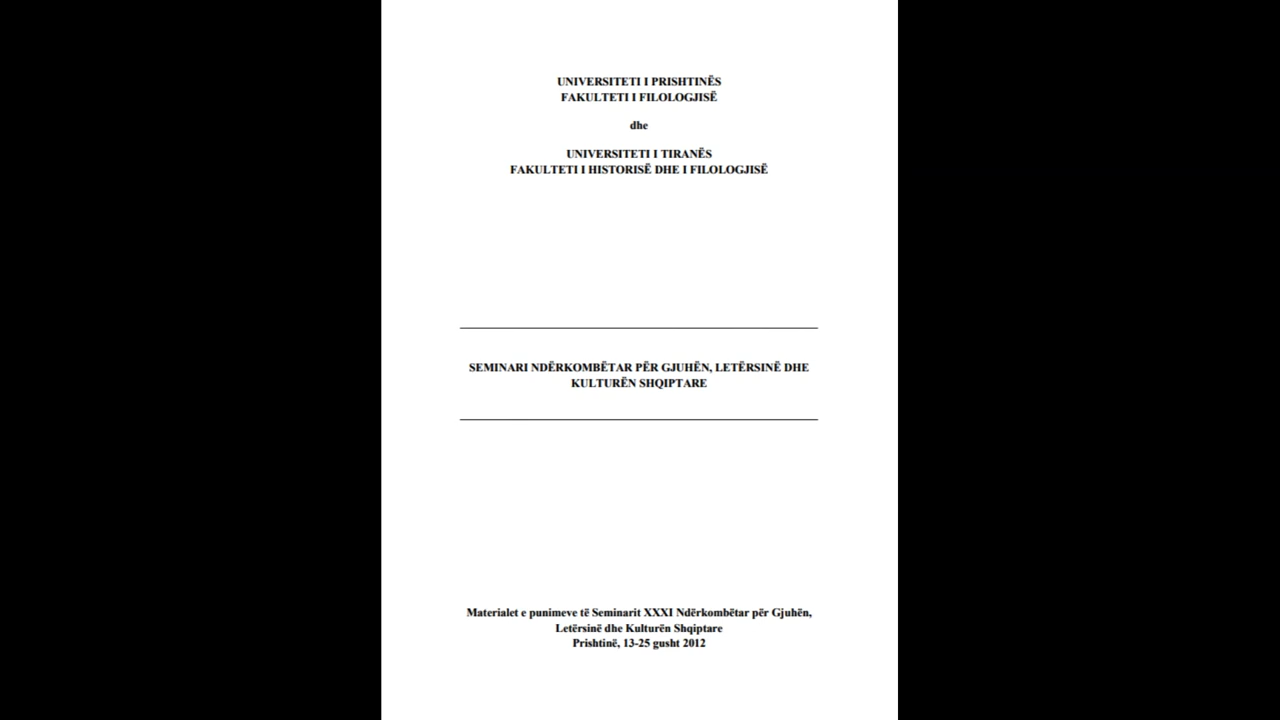 UNIVERSITETI I PRISHTINËS
FAKULTETI I FILOLOGJISË
dhe
UNIVERSITETI I TIRANËS
FAKULTETI I HISTORISË DHE I FILOLOGJISË
SEMINARI NDËRKOMBËTAR PËR GJUHËN, LETËRSINË DHE
KULTURËN SHQIPTARE
Materialet e punimeve të Seminarit XXXI Ndërkombëtar për Gjuhën,
Letërsinë dhe Kulturën Shqiptare
Prishtinë, 13-25 gusht 2012